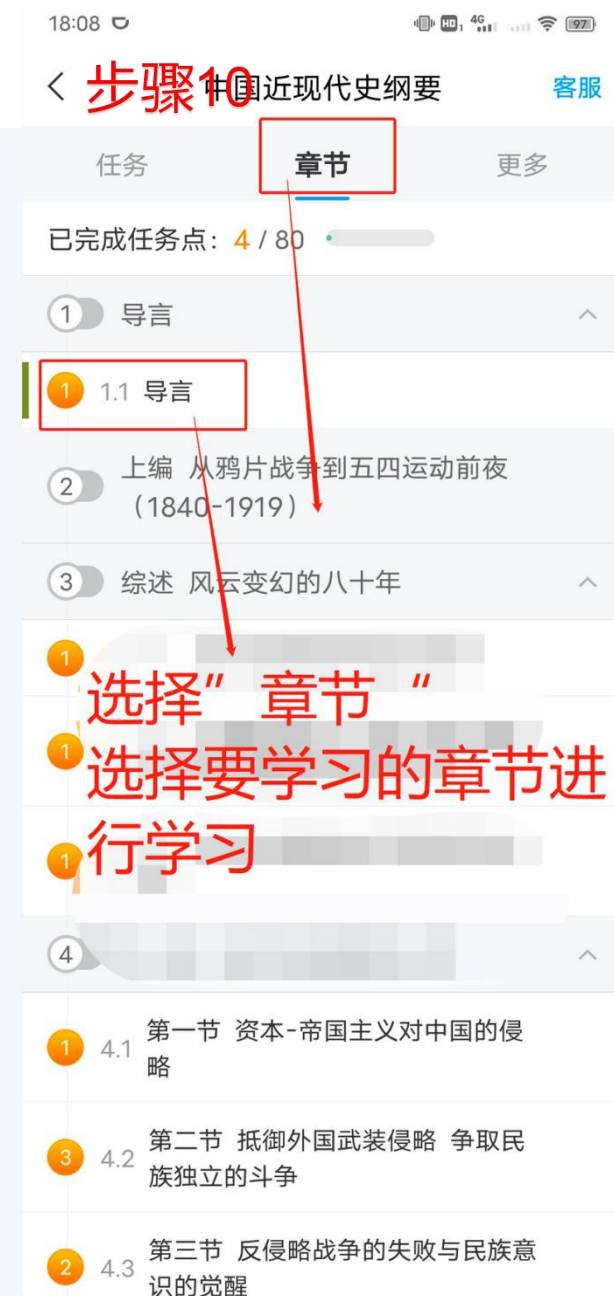 18:08 HD 1 4G 97
步骤10
中国近现代史纲要 客服
任务 章节 更多
已完成任务点：4 / 80
1 导言
1 1.1 导言
2 上编 从鸦片战争到五四运动前夜
（1840-1919）
3 综述 风云变幻的八十年
1
选择”章节“
1
选择要学习的章节进
1
行学习
4
1 4.1 第一节 资本-帝国主义对中国的侵
略
3 4.2 第二节 抵御外国武装侵略 争取民
族独立的斗争
2 4.3 第三节 反侵略战争的失败与民族意
识的觉醒